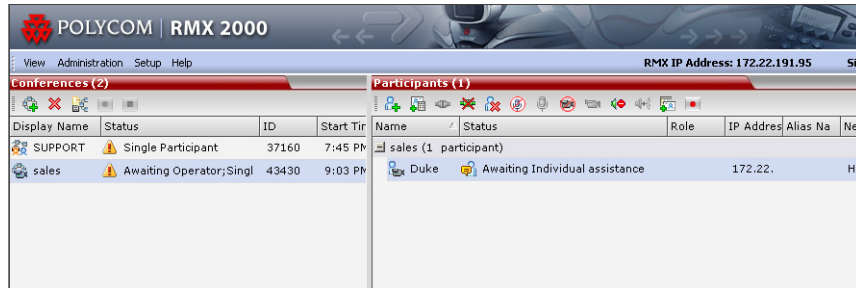 POLYCOM | RMX 2000
View Administration Setup Help RMX IP Address: 172.22.191.95 Si
Conferences (2)
Display Name Status ID Start Tir
SUPPORT Single Participant 37160 7:45 PM
sales Awaiting Operator;Singl 43430 9:03 PM
Participants (1)
Name Status Role IP Addres Alias Na Ne
sales (1 participant)
Duke Awaiting Individual assistance 172.22. H